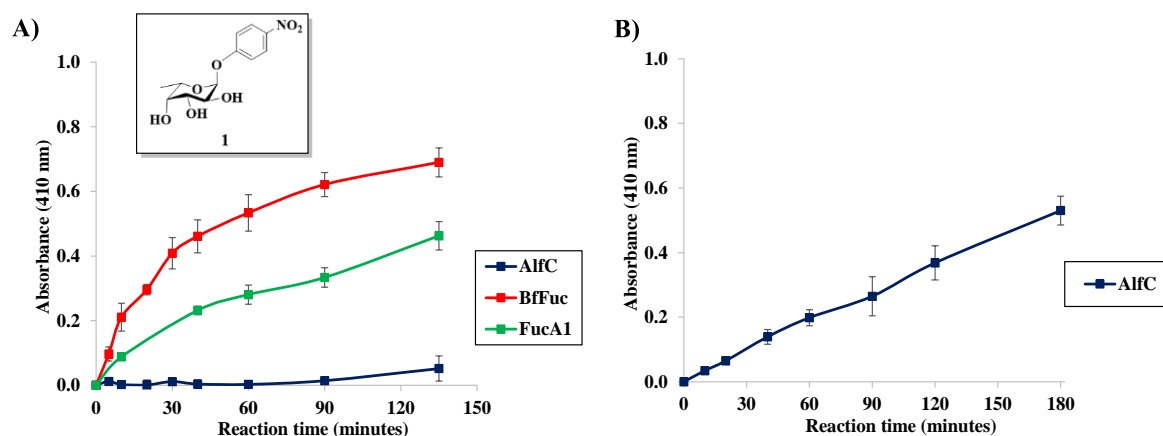 A)
NO₂
O
O
OH
OH
HO
1
Absorbance (410 nm)
1.0
0.8
0.6
0.4
0.2
0.0
0 30 60 90 120 150
Reaction time (minutes)
AlfC
BfFuc
FucA1
B)
Absorbance (410 nm)
1.0
0.8
0.6
0.4
0.2
0.0
0 30 60 90 120 150 180
Reaction time (minutes)
AlfC